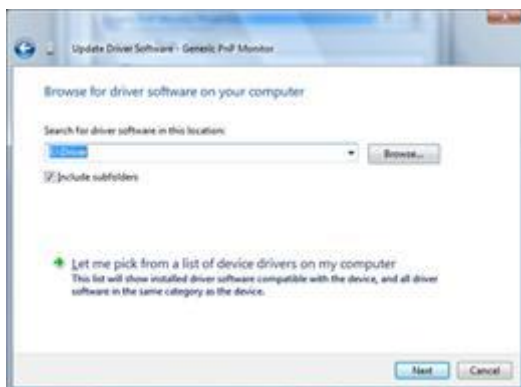 Update Driver Software - Generic PnP Monitor
Browse for driver software on your computer
Search for driver software in this location:
Browse...
Include subfolders
Let me pick from a list of device drivers on my computer
This list will show installed driver software compatible with the device, and all driver
software in the same category as the device.
Next Cancel